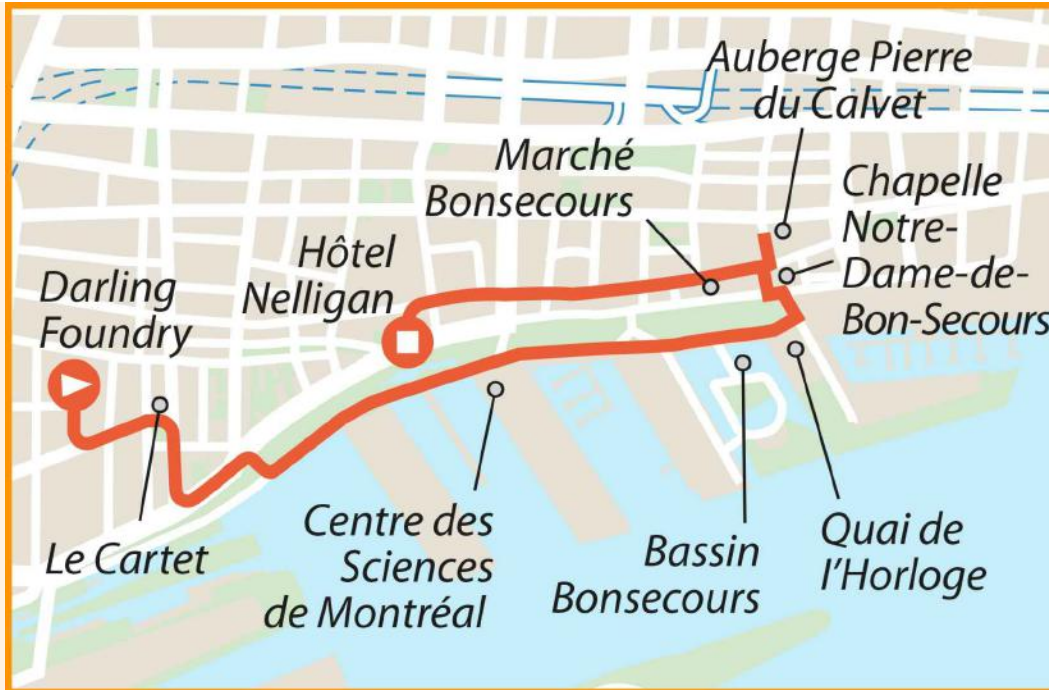 Auberge Pierre
du Calvet
Marché
Bonsecours
Chapelle
Notre-
Dame-de-
Bon-Secours
Hôtel
Nelligan
Darling
Foundry
Le Cartet
Centre des
Sciences
de Montréal
Bassin
Bonsecours
Quai de
l'Horloge